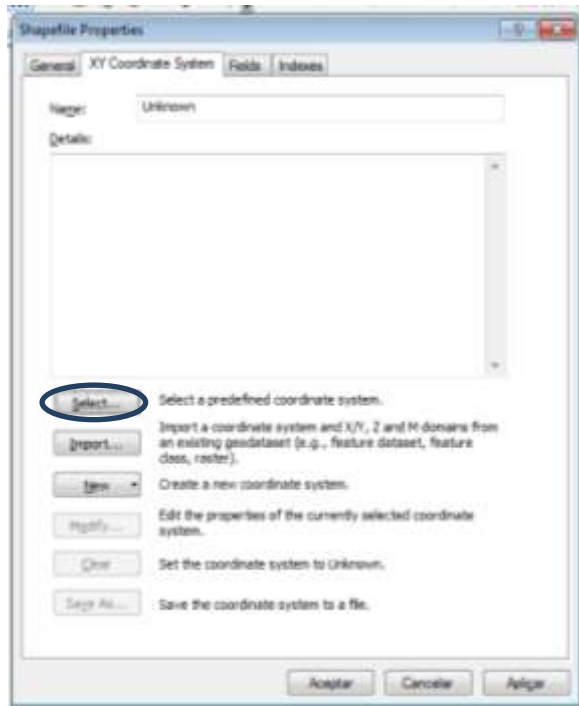 Shapefile Properties
General XY Coordinate System Fields Indexes
Name: Unknown
Details:
Select... Select a predefined coordinate system.
Import... Import a coordinate system and X/Y, Z and M domains from
an existing geodataset (e.g., feature dataset, feature
class, raster).
New Create a new coordinate system.
Modify... Edit the properties of the currently selected coordinate
system.
Clear Set the coordinate system to Unknown.
Save As... Save the coordinate system to a file.
Aceptar Cancelar Aplicar